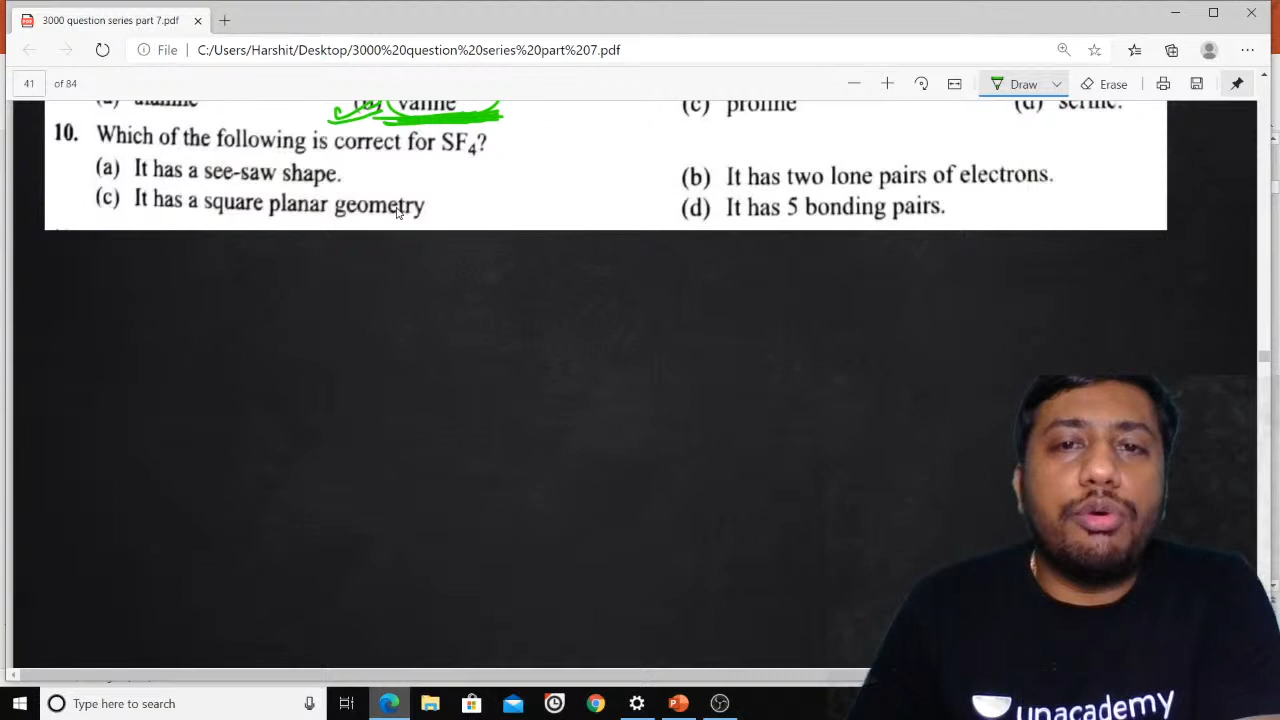 3000 question series part 7.pdf
File
C:/Users/Harshit/Desktop/3000%20question%20series%20part%207.pdf
41 of 84
Draw
Erase
valine (c) proline
10. Which of the following is correct for SF4?
(a) It has a see-saw shape. (b) It has two lone pairs of electrons.
(c) It has a square planar geometry (d) It has 5 bonding pairs.
unacademy
Type here to search